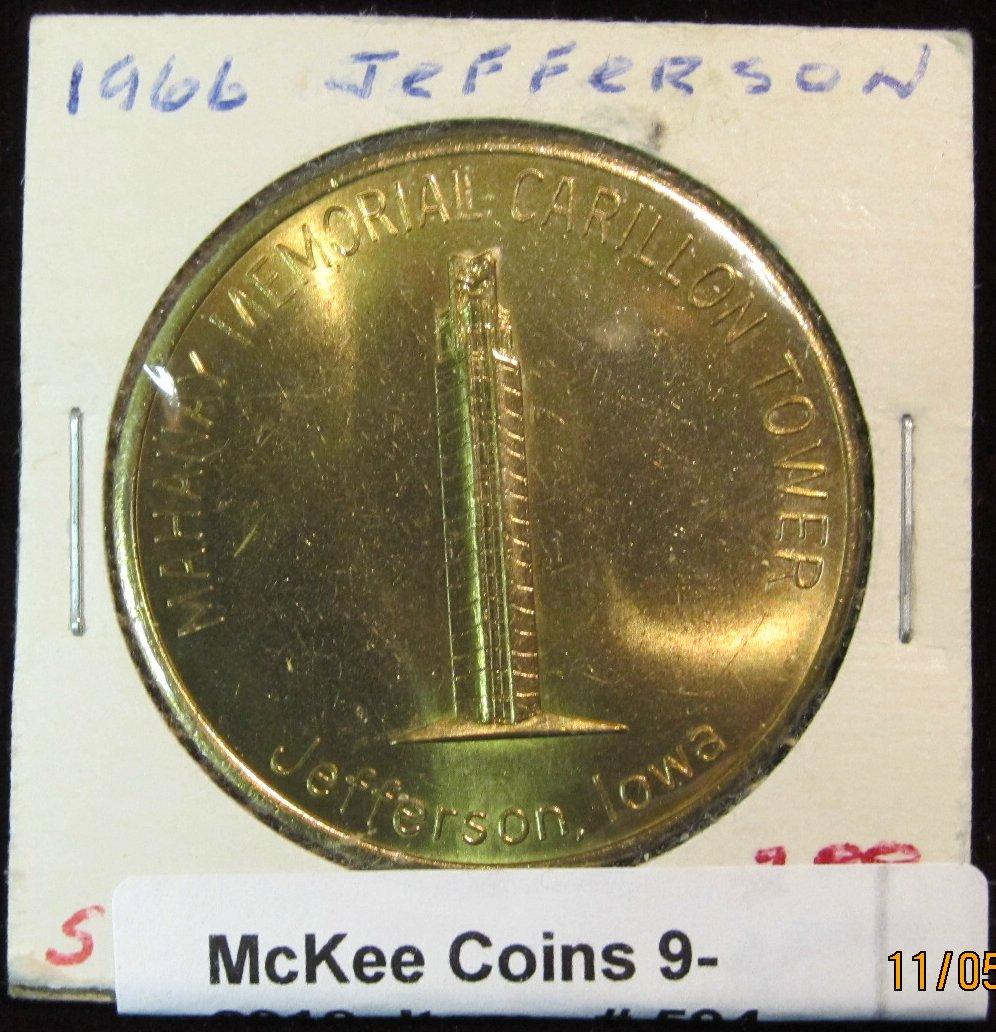 1966 JeFFeRSON
MAHANAY MEMORIAL CARILLON TOWER
Jefferson, Iowa
S
McKee Coins 9-
11/05